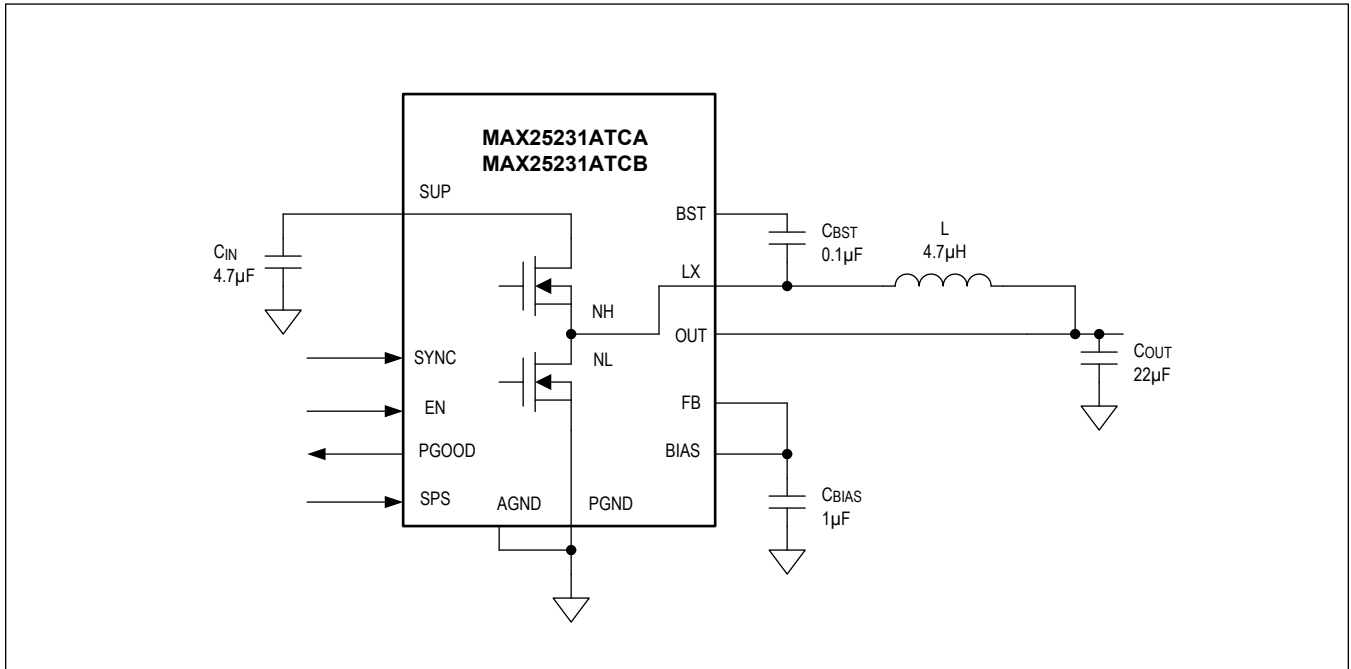 MAX25231ATCA
MAX25231ATCB
SUP
BST
CIN
4.7µF
CBST
0.1µF
L
4.7µH
LX
NH
OUT
NL
SYNC
COUT
22µF
EN
FB
PGOOD
BIAS
SPS
AGND
PGND
CBIAS
1µF